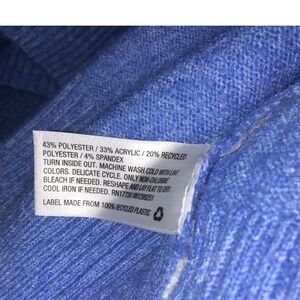 43% POLYESTER / 33% ACRYLIC / 20% RECYCLED
POLYESTER / 4% SPANDEX
TURN INSIDE OUT. MACHINE WASH COLD WITH LIKE
COLORS. DELICATE CYCLE. ONLY NON-CHLORINE
BLEACH IF NEEDED. RESHAPE AND LAY FLAT TO DRY.
COOL IRON IF NEEDED. RN17730
LABEL MADE FROM 100% RECYCLED PLASTIC